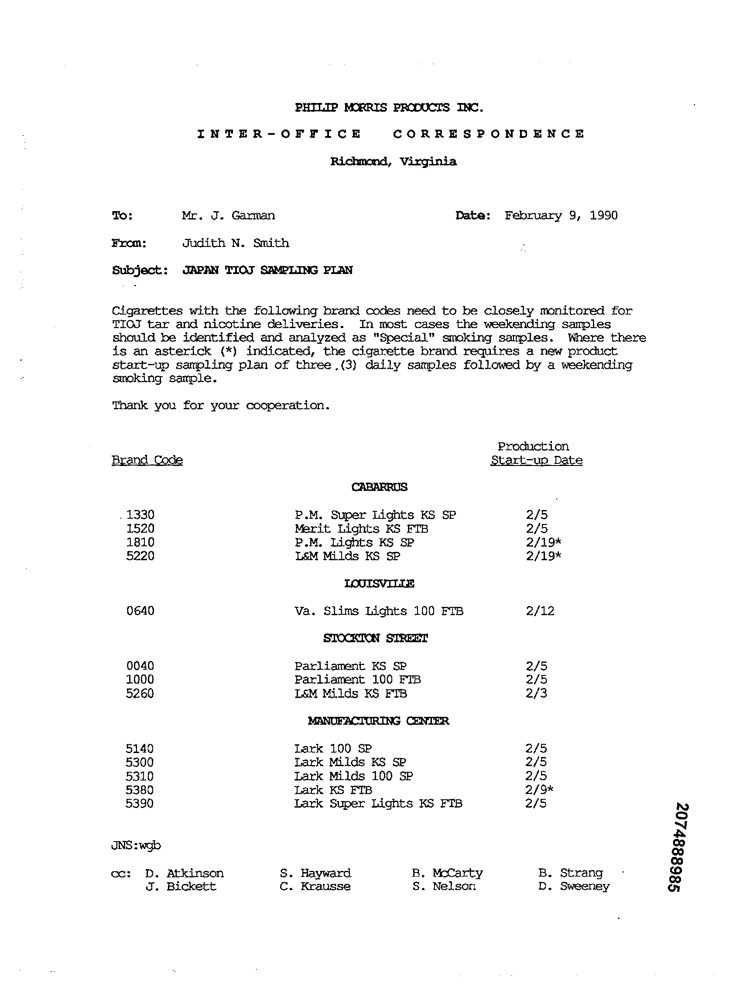 PHILIP MORRIS PRODUCTS INC.
INTER-OFFICE CORRESPONDENCE
Richmond, Virginia
To: Mr. J. Garman Date: February 9, 1990
From: Judith N. Smith
Subject: JAPAN TIOJ SAMPLING PLAN
Cigarettes with the following brand codes need to be closely monitored for
TIOJ tar and nicotine deliveries. In most cases the weekending samples
should be identified and analyzed as "Special" smoking samples. Where there
is an asterick (*) indicated, the cigarette brand requires a new product
start-up sampling plan of three (3) daily samples followed by a weekending
smoking sample.
Thank you for your cooperation.
Production
Brand Code Start-up Date
CABARRUS
1330 P.M. Super Lights KS SP 2/5
1520 Merit Lights KS FTB 2/5
1810 P.M. Lights KS SP 2/19*
5220 L&M Milds KS SP 2/19*
LOUISVILLE
0640 Va. Slims Lights 100 FTB 2/12
STOCKTON STREET
0040 Parliament KS SP 2/5
1000 Parliament 100 FTB 2/5
5260 L&M Milds KS FTB 2/3
MANUFACTURING CENTER
5140 Lark 100 SP 2/5
5300 Lark Milds KS SP 2/5
5310 Lark Milds 100 SP 2/5
5380 Lark KS FTB 2/9*
5390 Lark Super Lights KS FTB 2/5
JNS:wgb
cc: D. Atkinson S. Hayward B. McCarty B. Strang
J. Bickett C. Krausse S. Nelson D. Sweeney
2074888985